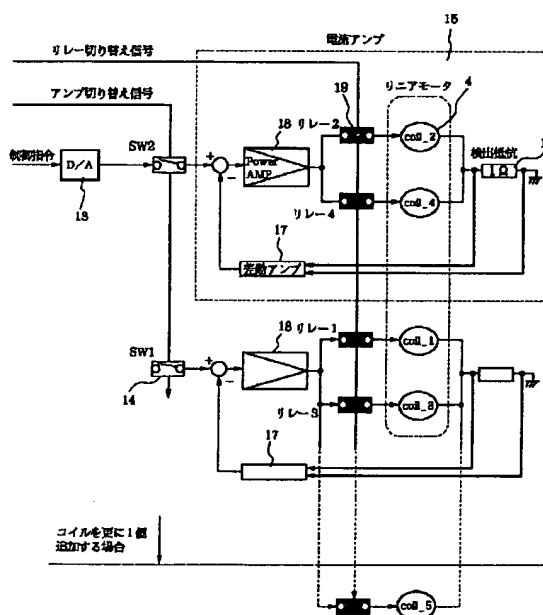 電流アンプ
15
リレー切り替え信号
リニアモータ
アンプ切り替え信号
19
4
18 リレー2
SW2
制御指令
D/A
Power
AMP
coil_2
検出抵抗
1Ω
13
リレー4
coil_4
17
差動アンプ
18 リレー1
SW1
coil_1
14
リレー3
coil_3
17
コイルを更に1個
追加する場合
coil_5